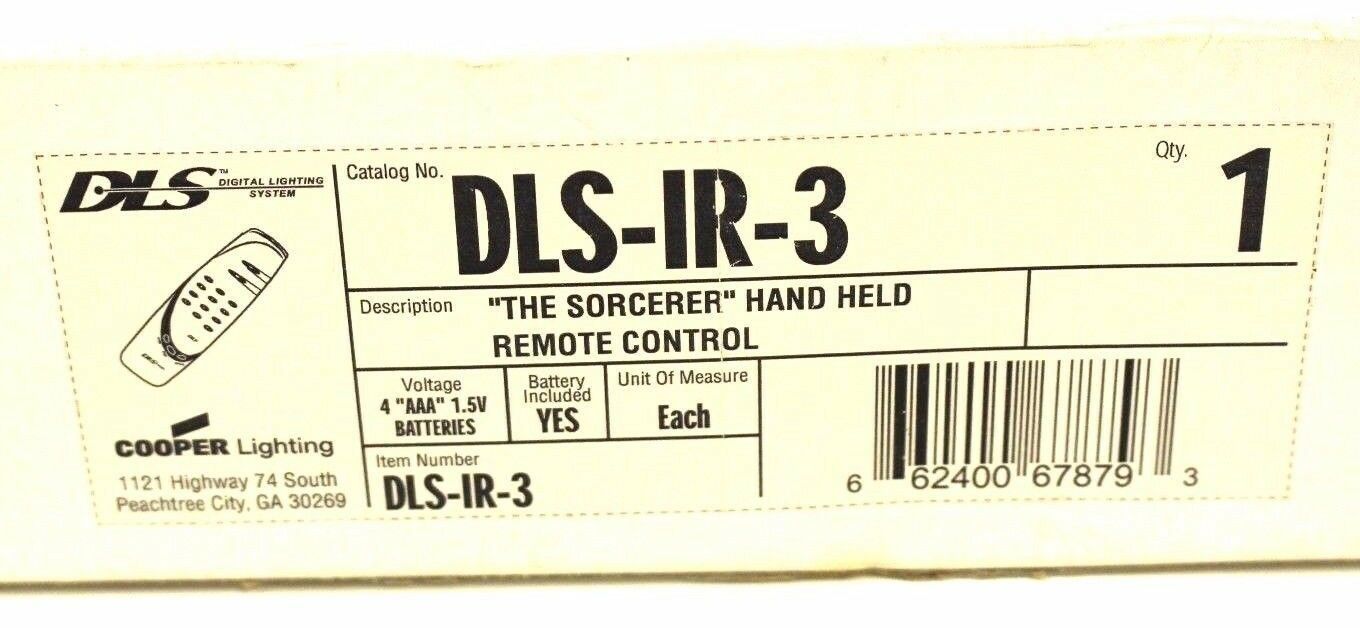 DLS™ DIGITAL LIGHTING
SYSTEM
Catalog No.
DLS-IR-3
Qty.
1
Description
"THE SORCERER" HAND HELD
REMOTE CONTROL
Voltage
4 "AAA" 1.5V
BATTERIES
Battery
Included
YES
Unit Of Measure
Each
COOPER Lighting
1121 Highway 74 South
Peachtree City, GA 30269
Item Number
DLS-IR-3
6 62400 67879 3